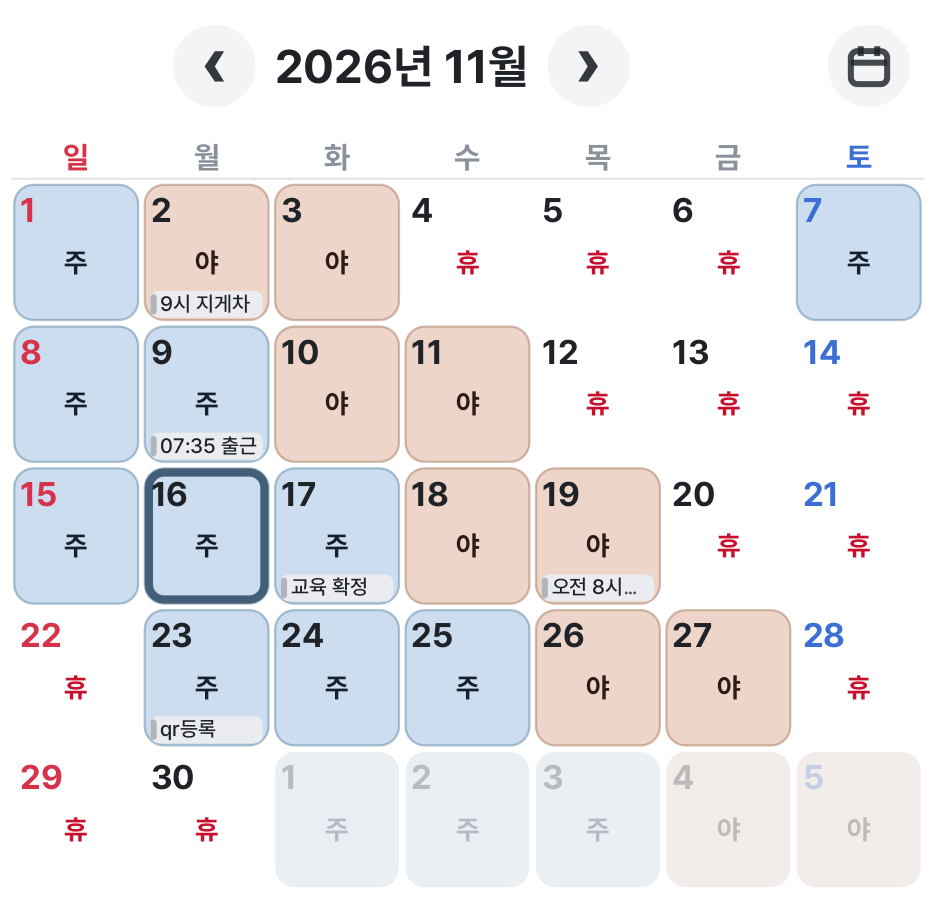 2026년 11월
일 월 화 수 목 금 토
1 2 3 4 5 6 7
주 야 야 휴 휴 휴 주
9시 지게차
8 9 10 11 12 13 14
주 주 야 야 휴 휴 휴
07:35 출근
15 16 17 18 19 20 21
주 주 주 야 야 휴 휴
교육 확정 오전 8시...
22 23 24 25 26 27 28
휴 주 주 주 야 야 휴
qr등록
29 30 1 2 3 4 5
휴 휴 주 주 주 야 야